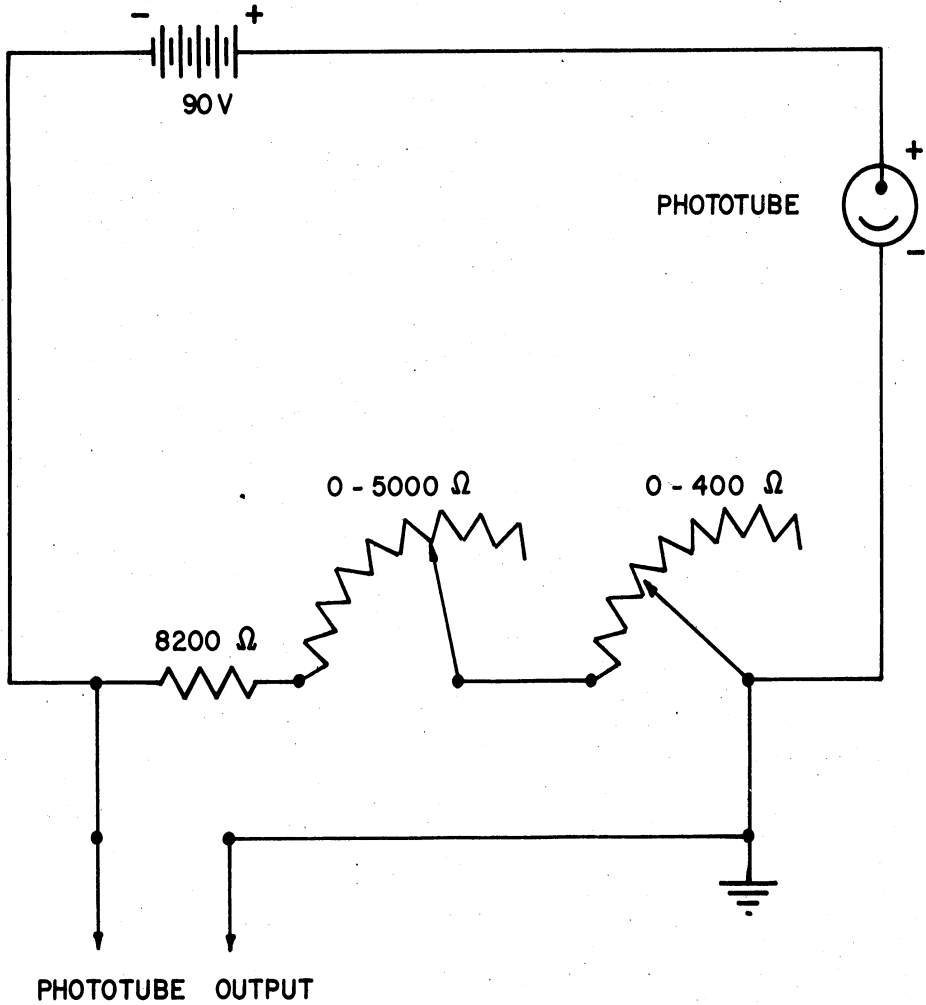 - +
90 V
+
PHOTOTUBE
-
0 - 5000 Ω
0 - 400 Ω
8200 Ω
PHOTOTUBE OUTPUT